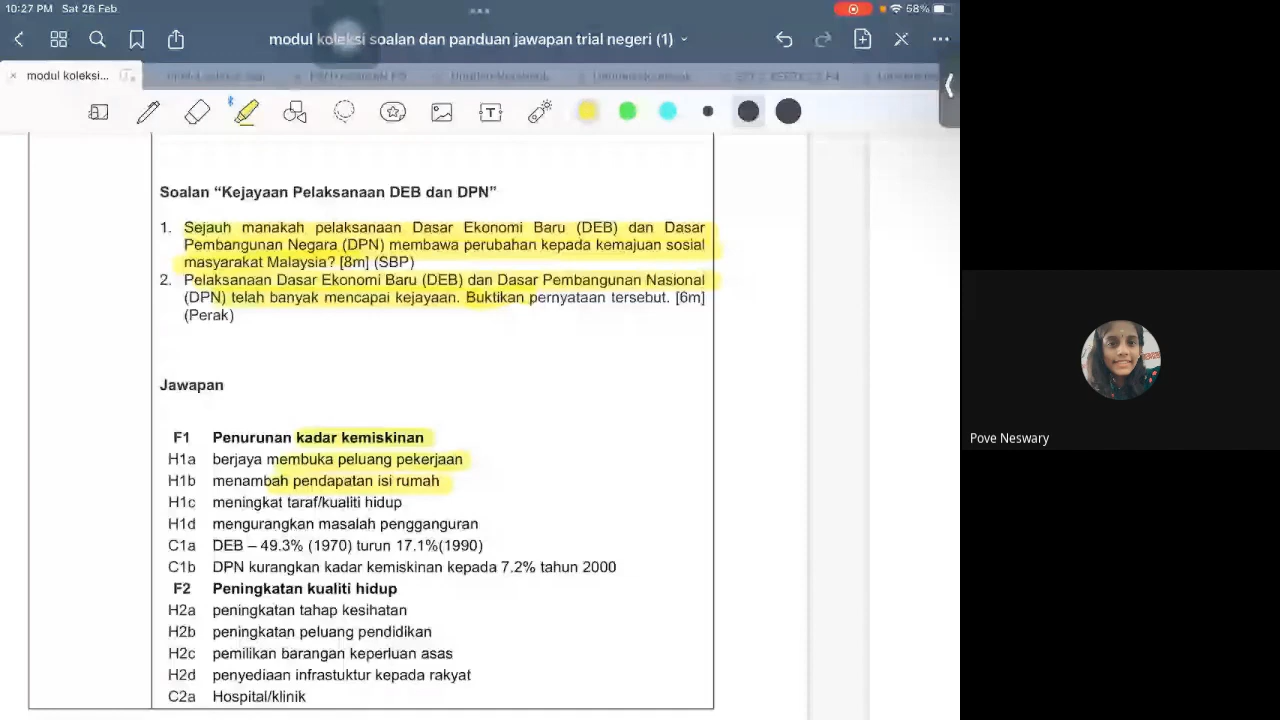 10:27 PM Sat 26 Feb
58%
modul koleksi soalan dan panduan jawapan trial negeri (1)
modul koleksi...
Soalan “Kejayaan Pelaksanaan DEB dan DPN”
1. Sejauh manakah pelaksanaan Dasar Ekonomi Baru (DEB) dan Dasar
Pembangunan Negara (DPN) membawa perubahan kepada kemajuan sosial
masyarakat Malaysia? [8m] (SBP)
2. Pelaksanaan Dasar Ekonomi Baru (DEB) dan Dasar Pembangunan Nasional
(DPN) telah banyak mencapai kejayaan. Buktikan pernyataan tersebut. [6m]
(Perak)
Jawapan
F1 Penurunan kadar kemiskinan
H1a berjaya membuka peluang pekerjaan
H1b menambah pendapatan isi rumah
H1c meningkat taraf/kualiti hidup
H1d mengurangkan masalah pengganguran
C1a DEB – 49.3% (1970) turun 17.1%(1990)
C1b DPN kurangkan kadar kemiskinan kepada 7.2% tahun 2000
F2 Peningkatan kualiti hidup
H2a peningkatan tahap kesihatan
H2b peningkatan peluang pendidikan
H2c pemilikan barangan keperluan asas
H2d penyediaan infrastuktur kepada rakyat
C2a Hospital/klinik
Pove Neswary